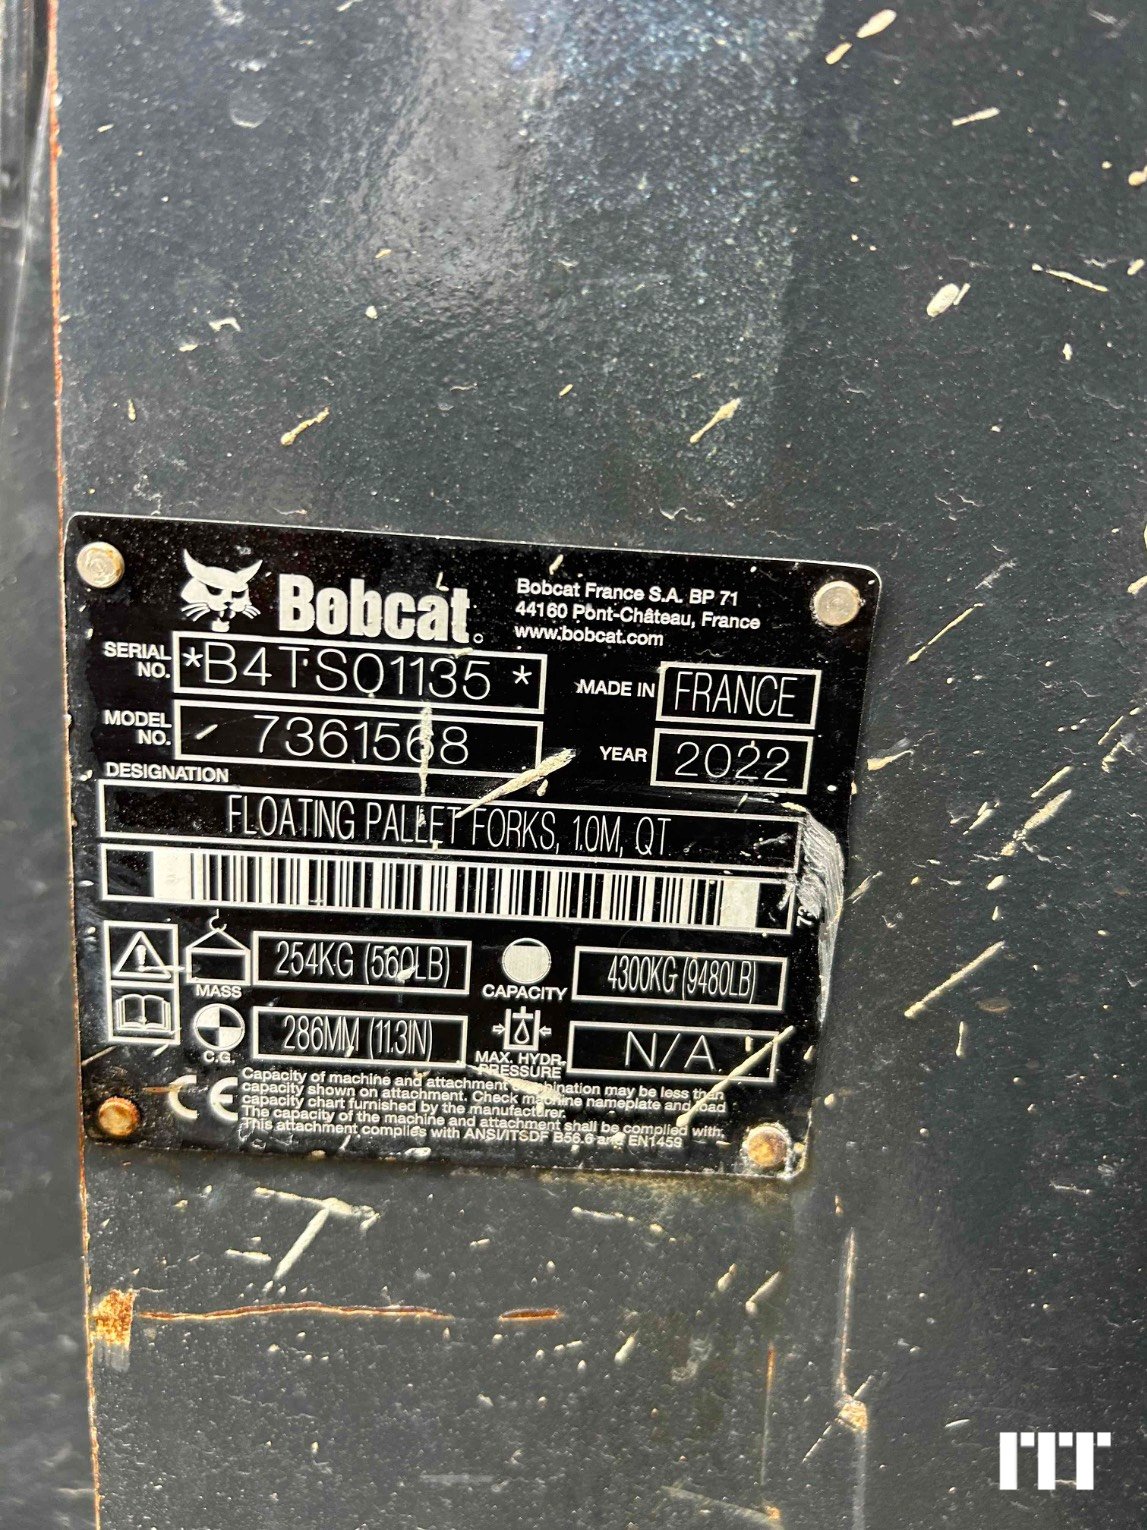 Bobcat
Bobcat France S.A. BP 71
44160 Pont-Château, France
www.bobcat.com
SERIAL NO. *B4TS01135*
MADE IN FRANCE
MODEL NO. 7361568
YEAR 2022
DESIGNATION
FLOATING PALLET FORKS, 1.0M, QT
73
MASS 254KG (560LB)
CAPACITY 4300KG (9480LB)
C.G. 286MM (11.3IN)
MAX. HYDR. PRESSURE N/A
CE
Capacity of machine and attachment combination may be less than
capacity shown on attachment. Check machine nameplate and load
capacity chart furnished by the manufacturer.
The capacity of the machine and attachment shall be complied with.
This attachment complies with ANSI/ITSDF B56.6 and EN1459